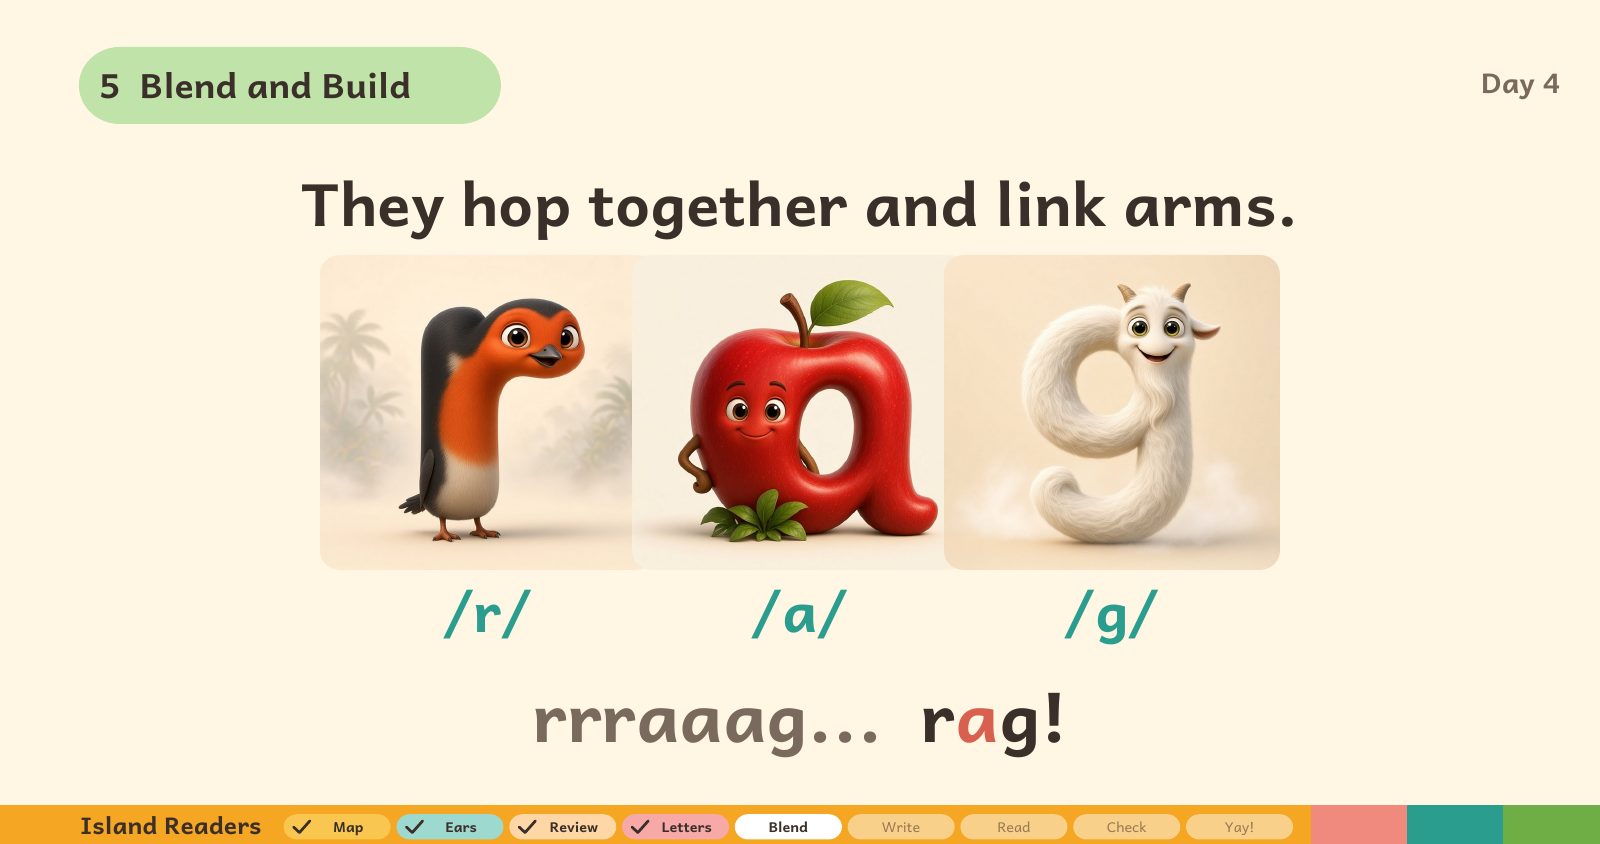 5 Blend and Build
Day 4
They hop together and link arms.
/r/ /a/ /g/
rrraaag... rag!
Island Readers Map Ears Review Letters Blend Write Read Check Yay!